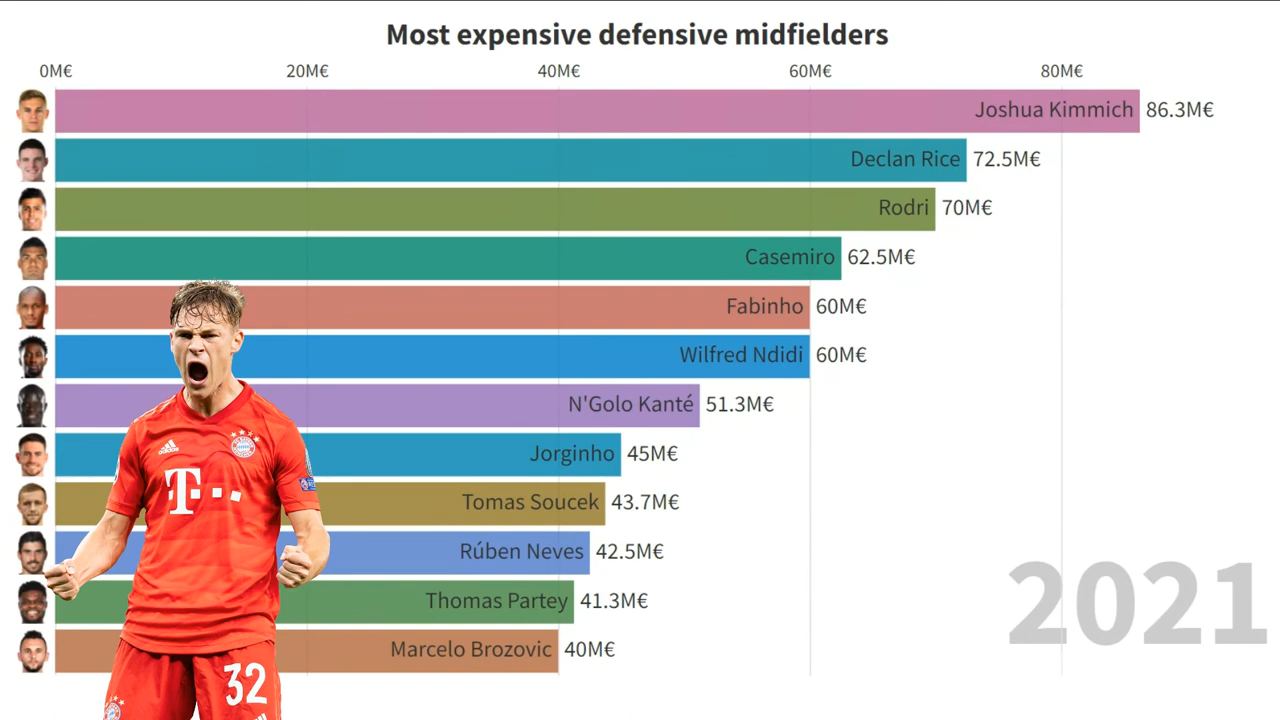 Most expensive defensive midfielders
0M€ 20M€ 40M€ 60M€ 80M€
Joshua Kimmich 86.3M€
Declan Rice 72.5M€
Rodri 70M€
Casemiro 62.5M€
Fabinho 60M€
Wilfred Ndidi 60M€
N'Golo Kanté 51.3M€
Jorginho 45M€
adidas
T
Tomas Soucek 43.7M€
Rúben Neves 42.5M€
Thomas Partey 41.3M€
2021
Marcelo Brozovic 40M€
32